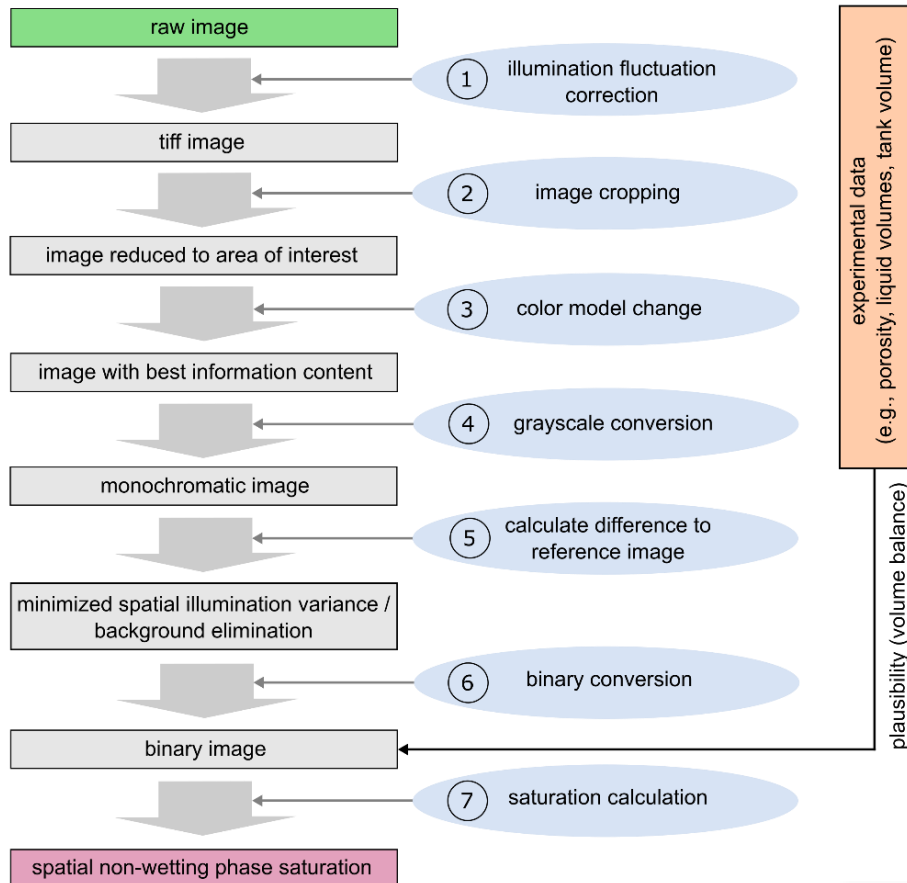 raw image
1
illumination fluctuation
correction
tiff image
2
image cropping
image reduced to area of interest
3
color model change
image with best information content
4
grayscale conversion
monochromatic image
5
calculate difference to
reference image
minimized spatial illumination variance /
background elimination
6
binary conversion
binary image
7
saturation calculation
spatial non-wetting phase saturation
experimental data
(e.g., porosity, liquid volumes, tank volume)
plausibility (volume balance)